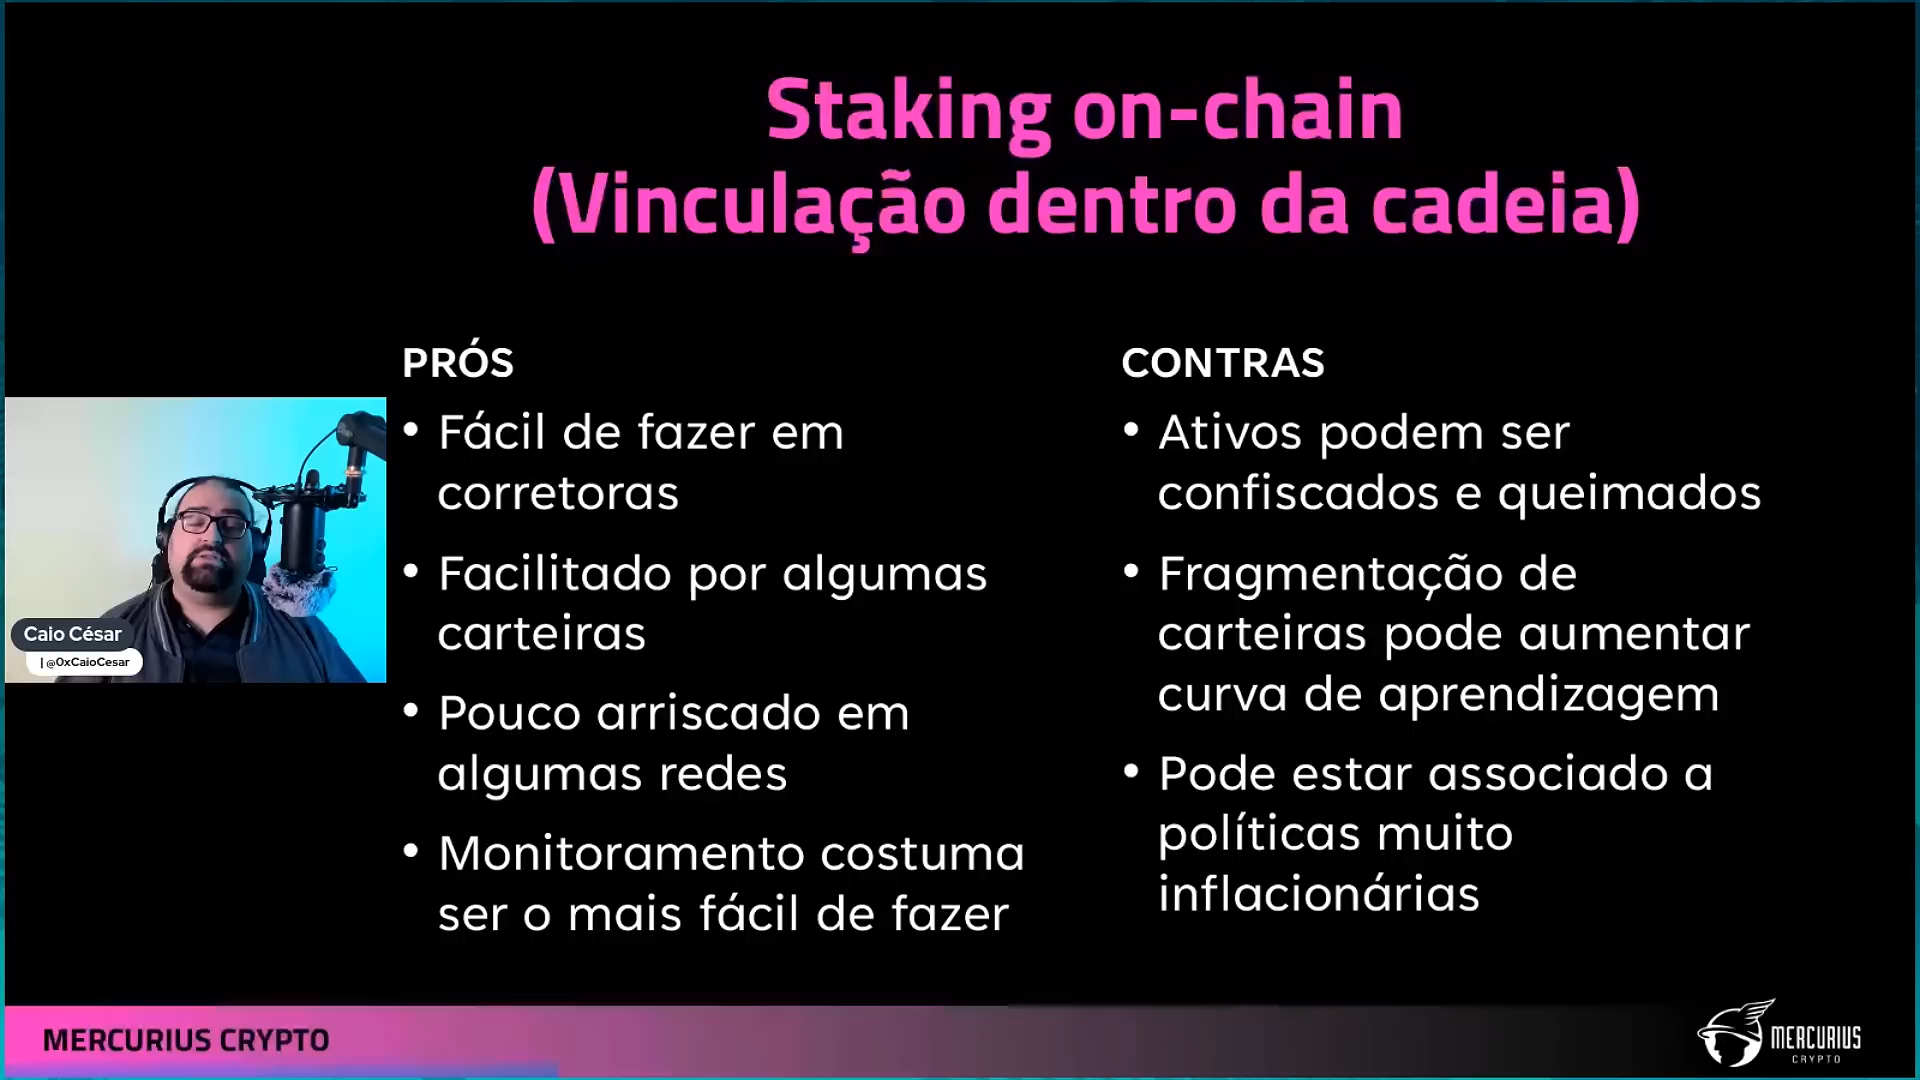 Staking on-chain
(Vinculação dentro da cadeia)
PRÓS
• Fácil de fazer em
corretoras
• Facilitado por algumas
carteiras
• Pouco arriscado em
algumas redes
• Monitoramento costuma
ser o mais fácil de fazer
CONTRAS
• Ativos podem ser
confiscados e queimados
• Fragmentação de
carteiras pode aumentar
curva de aprendizagem
• Pode estar associado a
políticas muito
inflacionárias
Caio César
| @0xCaioCesar
MERCURIUS CRYPTO
MERCURIUS
CRYPTO